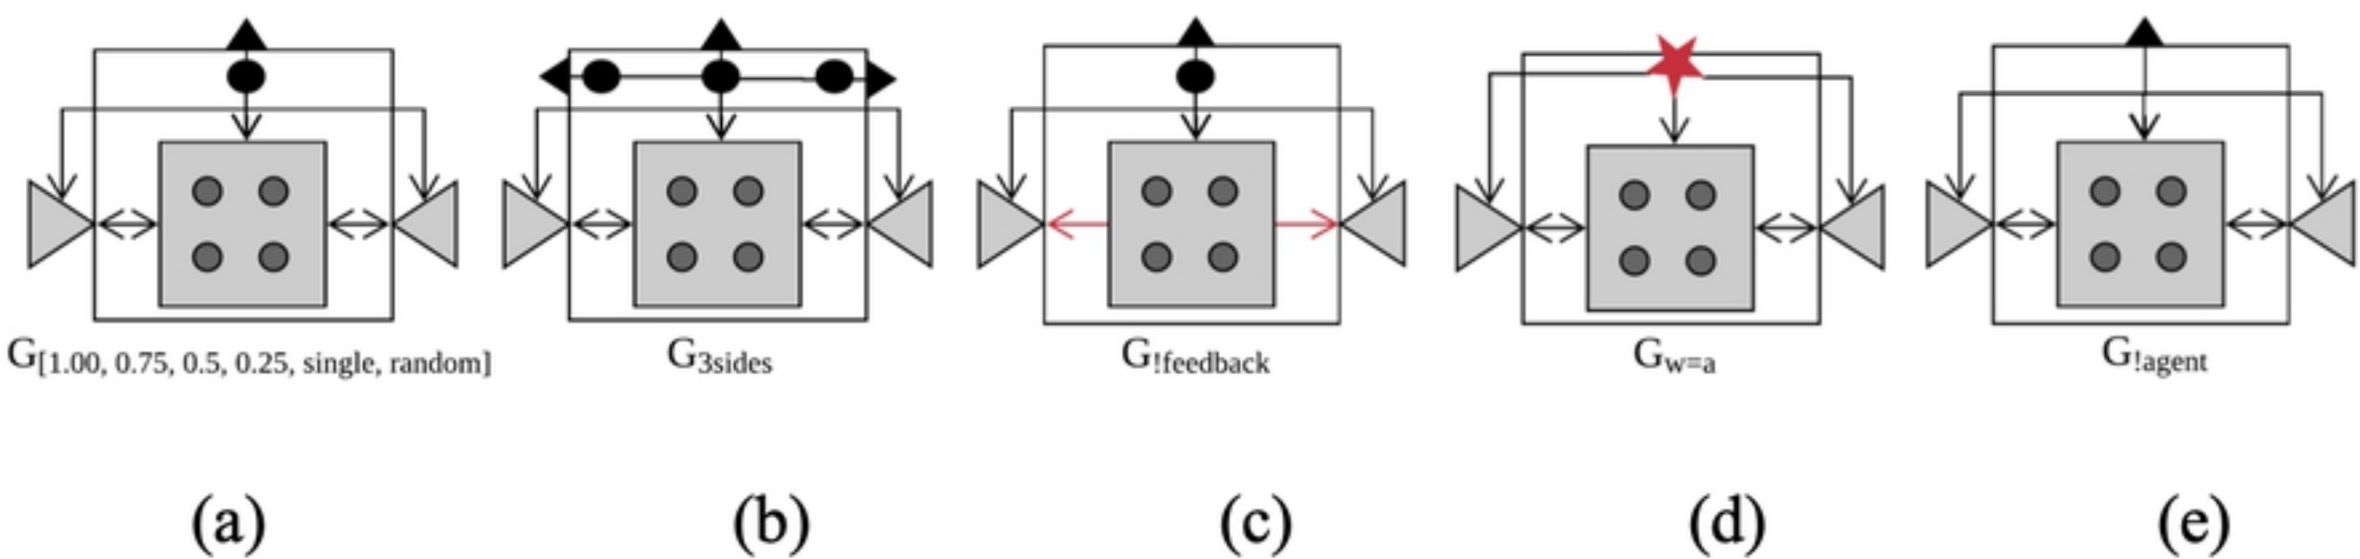 G[1.00, 0.75, 0.5, 0.25, single, random] G3sides G!feedback Gw=a G!agent
(a) (b) (c) (d) (e)